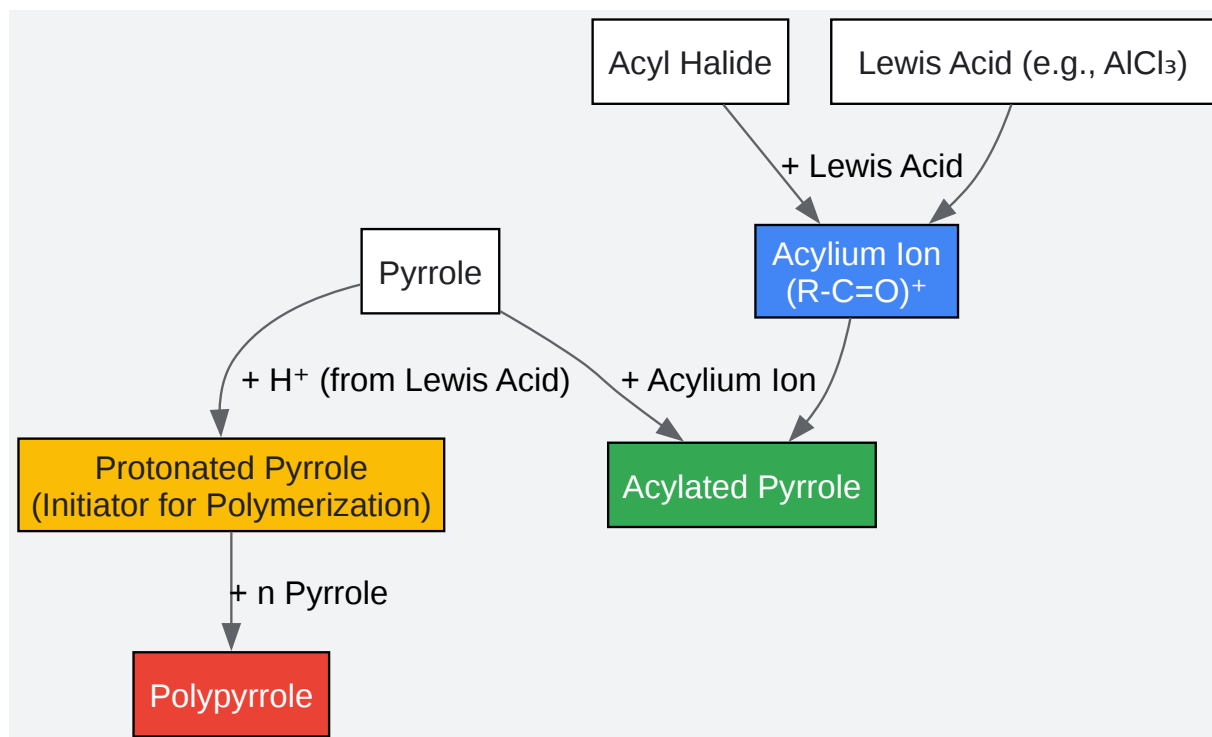 Acyl Halide
Lewis Acid (e.g., AlCl₃)
+ Lewis Acid
Acylium Ion
(R-C=O)⁺
Pyrrole
+ H⁺ (from Lewis Acid)
+ Acylium Ion
Protonated Pyrrole
(Initiator for Polymerization)
Acylated Pyrrole
+ n Pyrrole
Polypyrrole